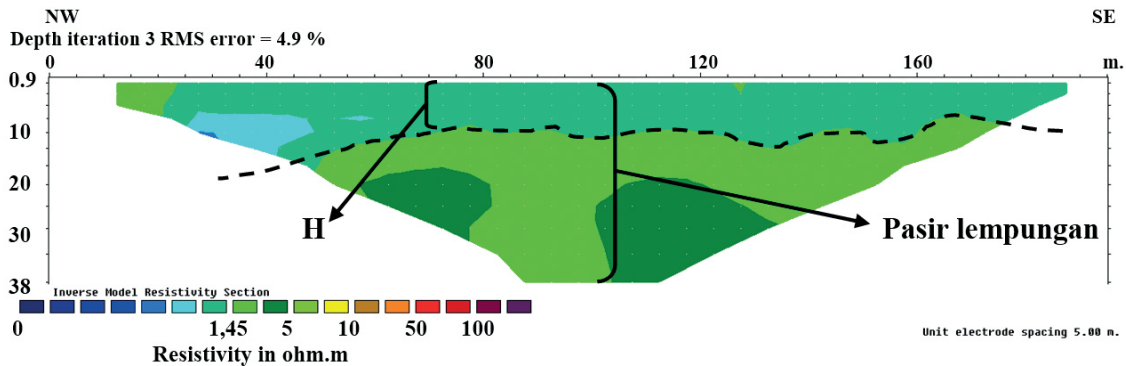 NW SE
Depth iteration 3 RMS error = 4.9 %
0 40 80 120 160 m.
0.9
10
20
30
38
H
Pasir lempungan
Inverse Model Resistivity Section
0 1,45 5 10 50 100
Resistivity in ohm.m
Unit electrode spacing 5.00 m.